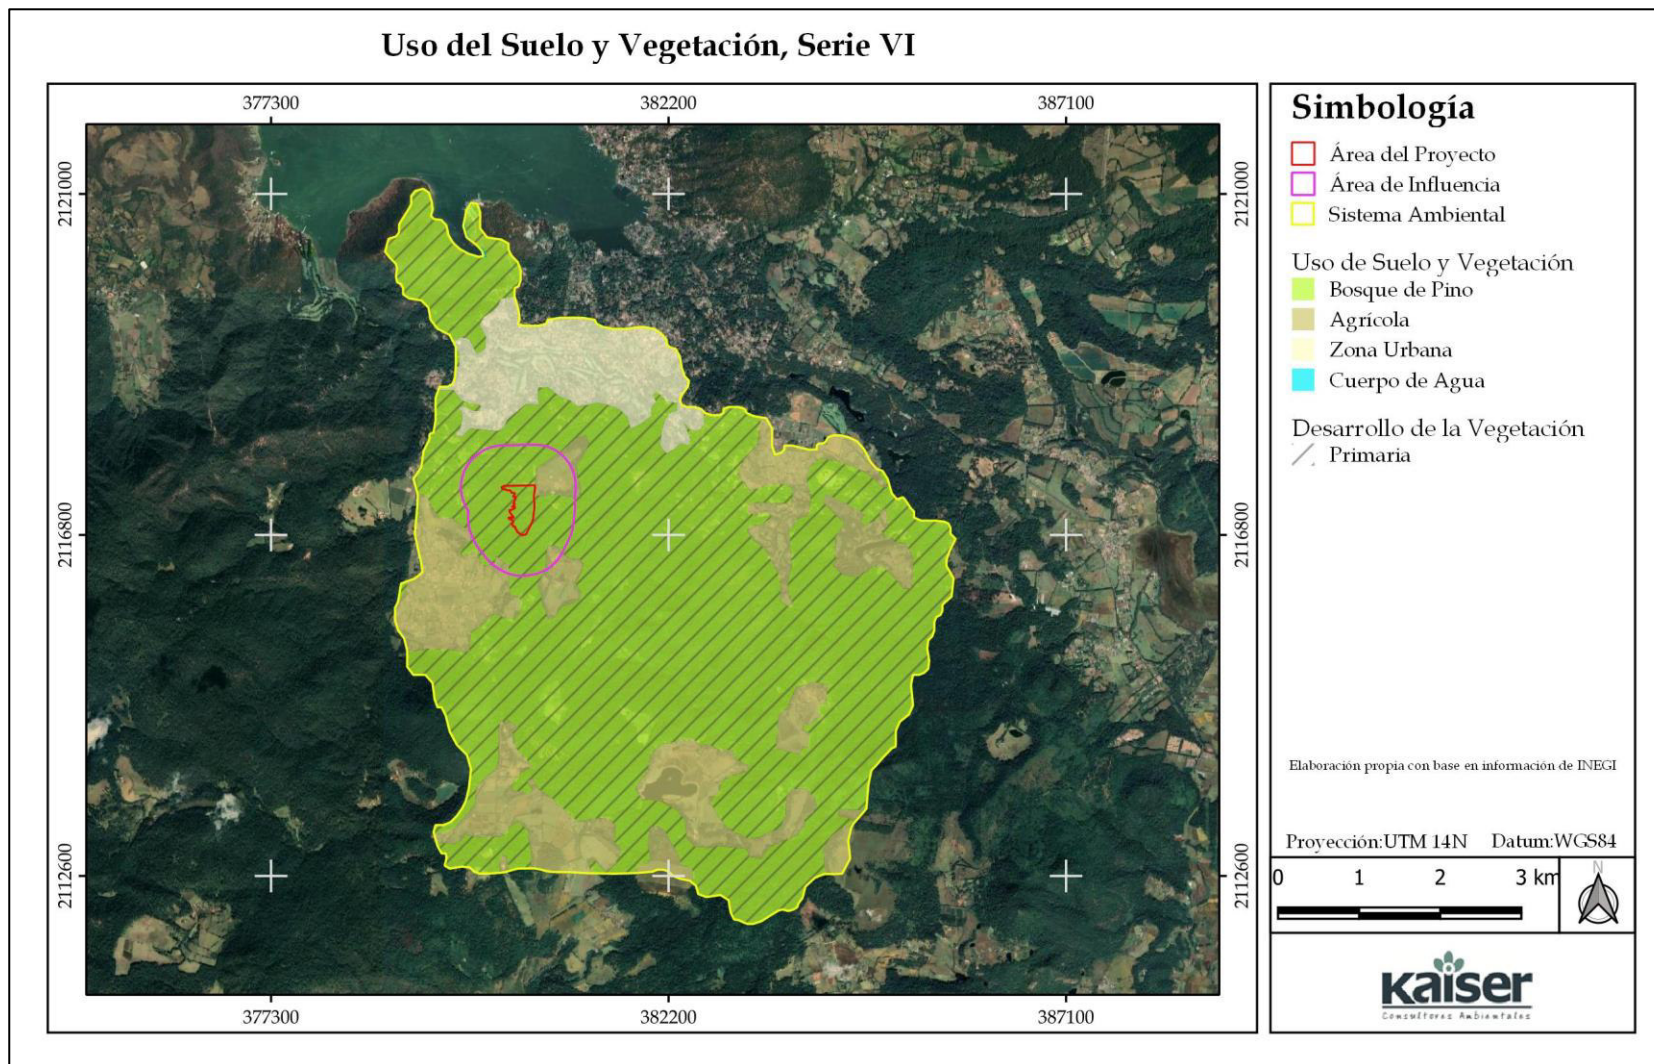 Uso del Suelo y Vegetación, Serie VI
377300
382200
387100
2121000
2121000
2116800
2116800
2112600
2112600
377300
382200
387100
Simbología
Área del Proyecto
Área de Influencia
Sistema Ambiental
Uso de Suelo y Vegetación
Bosque de Pino
Agrícola
Zona Urbana
Cuerpo de Agua
Desarrollo de la Vegetación
Primaria
Elaboración propia con base en información de INEGI
Proyección:UTM 14N Datum:WGS84
0 1 2 3 km
N
Kaiser
Consultores Ambientales